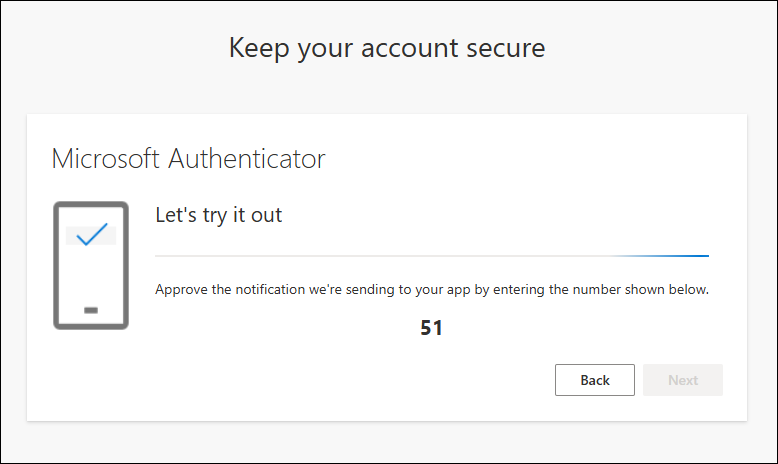 Keep your account secure
Microsoft Authenticator
Let's try it out
Approve the notification we're sending to your app by entering the number shown below.
51
Back
Next